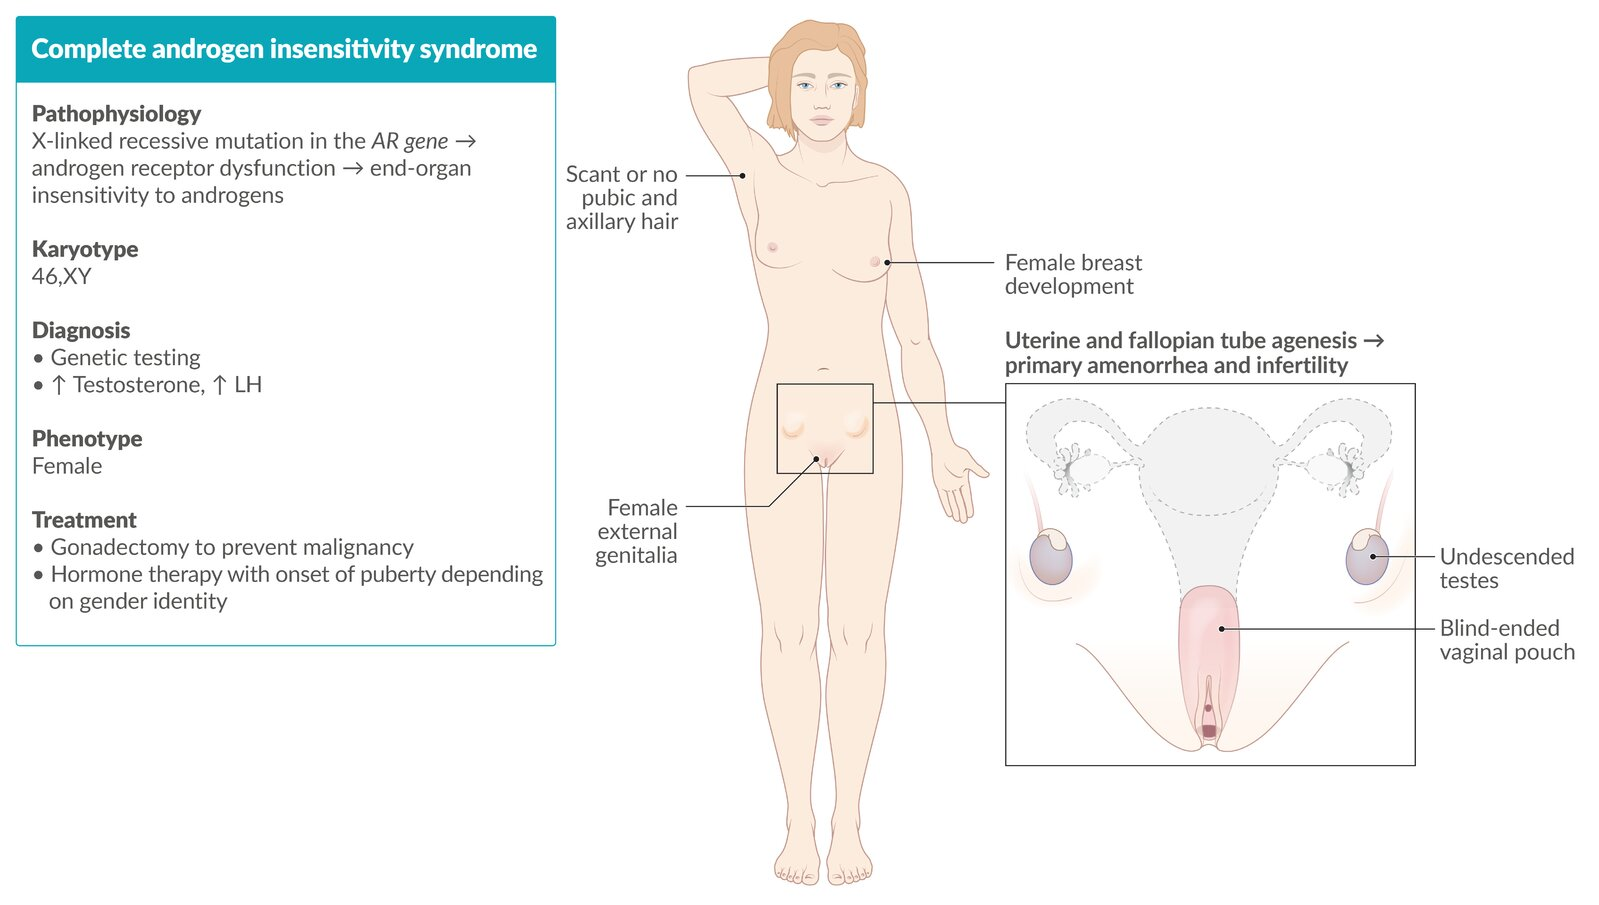 Complete androgen insensitivity syndrome
Pathophysiology
X-linked recessive mutation in the AR gene →
androgen receptor dysfunction → end-organ
insensitivity to androgens
Karyotype
46,XY
Diagnosis
• Genetic testing
• ↑ Testosterone, ↑ LH
Phenotype
Female
Treatment
• Gonadectomy to prevent malignancy
• Hormone therapy with onset of puberty depending
on gender identity
Scant or no
pubic and
axillary hair
Female
external
genitalia
Female breast
development
Uterine and fallopian tube agenesis →
primary amenorrhea and infertility
Undescended
testes
Blind-ended
vaginal pouch